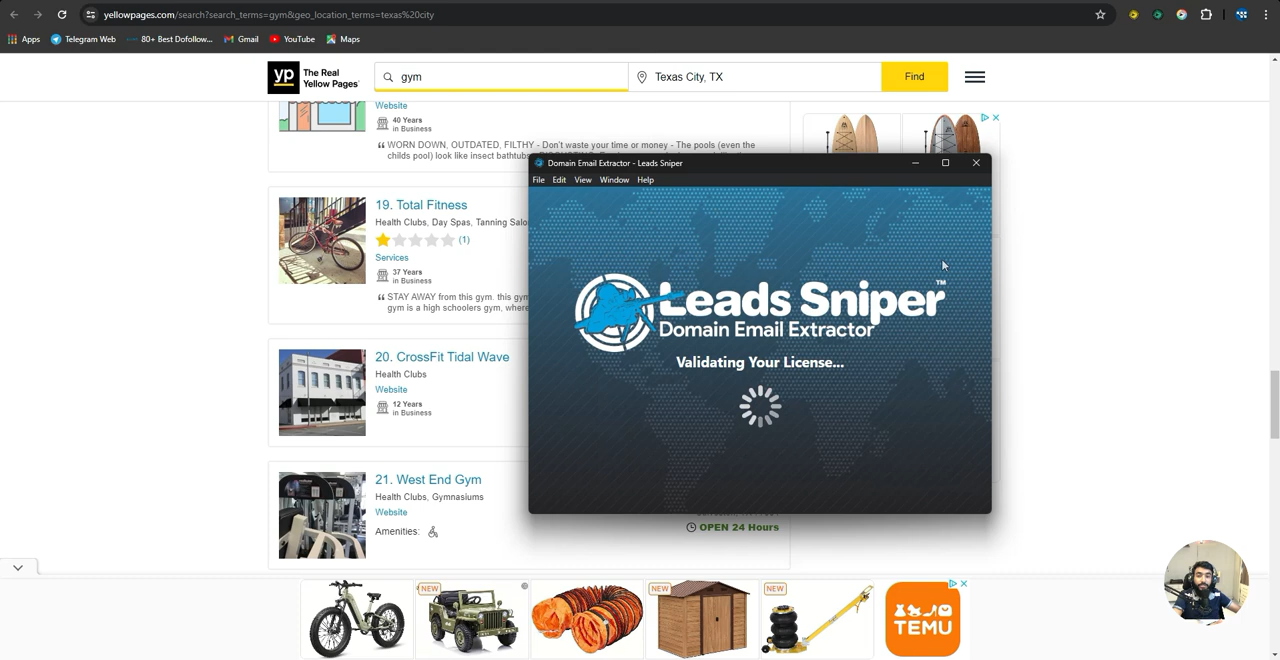 yellowpages.com/search?search_terms=gym&geo_location_terms=texas%20city
Apps Telegram Web 80+ Best Dofollow... Gmail YouTube Maps
yp The Real Yellow Pages
gym
Texas City, TX
Find
Website
40 Years
in Business
WORN DOWN, OUTDATED, FILTHY - Don't waste your time or money - The pools (even the
childs pool) look like insect bathtubs
19. Total Fitness
Health Clubs, Day Spas, Tanning Salo
(1)
Services
37 Years
in Business
STAY AWAY from this gym. this gym
gym is a high schoolers gym, where
20. CrossFit Tidal Wave
Health Clubs
Website
12 Years
in Business
21. West End Gym
Health Clubs, Gymnasiums
Website
Amenities:
OPEN 24 Hours
Domain Email Extractor - Leads Sniper
File Edit View Window Help
Leads Sniper™
Domain Email Extractor
Validating Your License...
NEW
NEW
NEW
TEMU